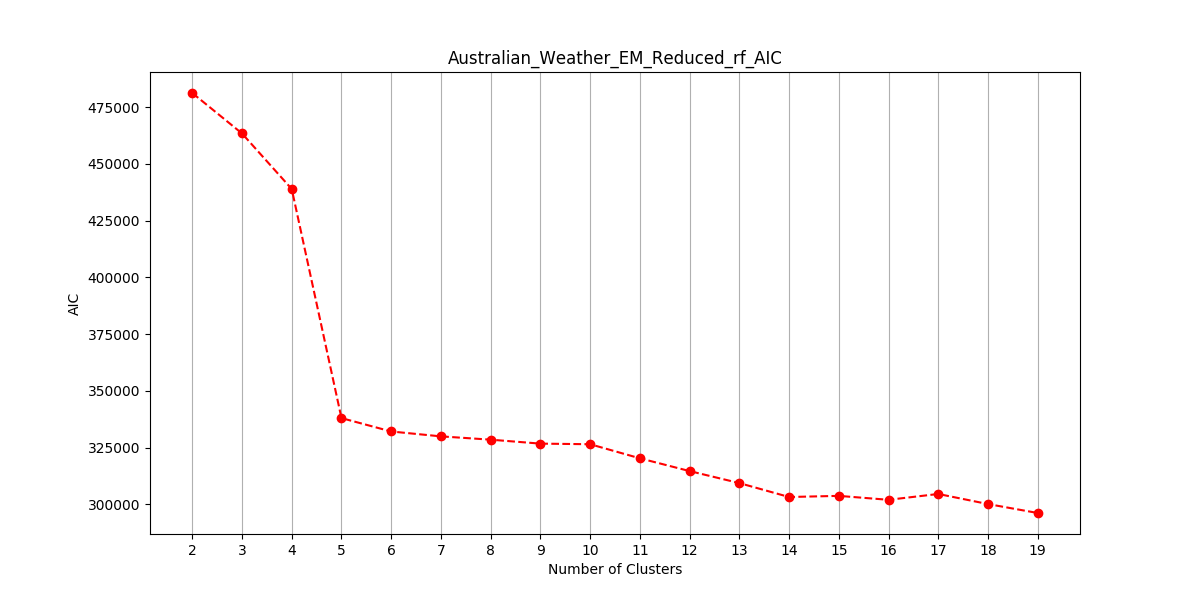 Australian_Weather_EM_Reduced_rf_AIC
475000
450000
425000
400000
375000
350000
325000
300000
AIC
2 3 4 5 6 7 8 9 10 11 12 13 14 15 16 17 18 19
Number of Clusters